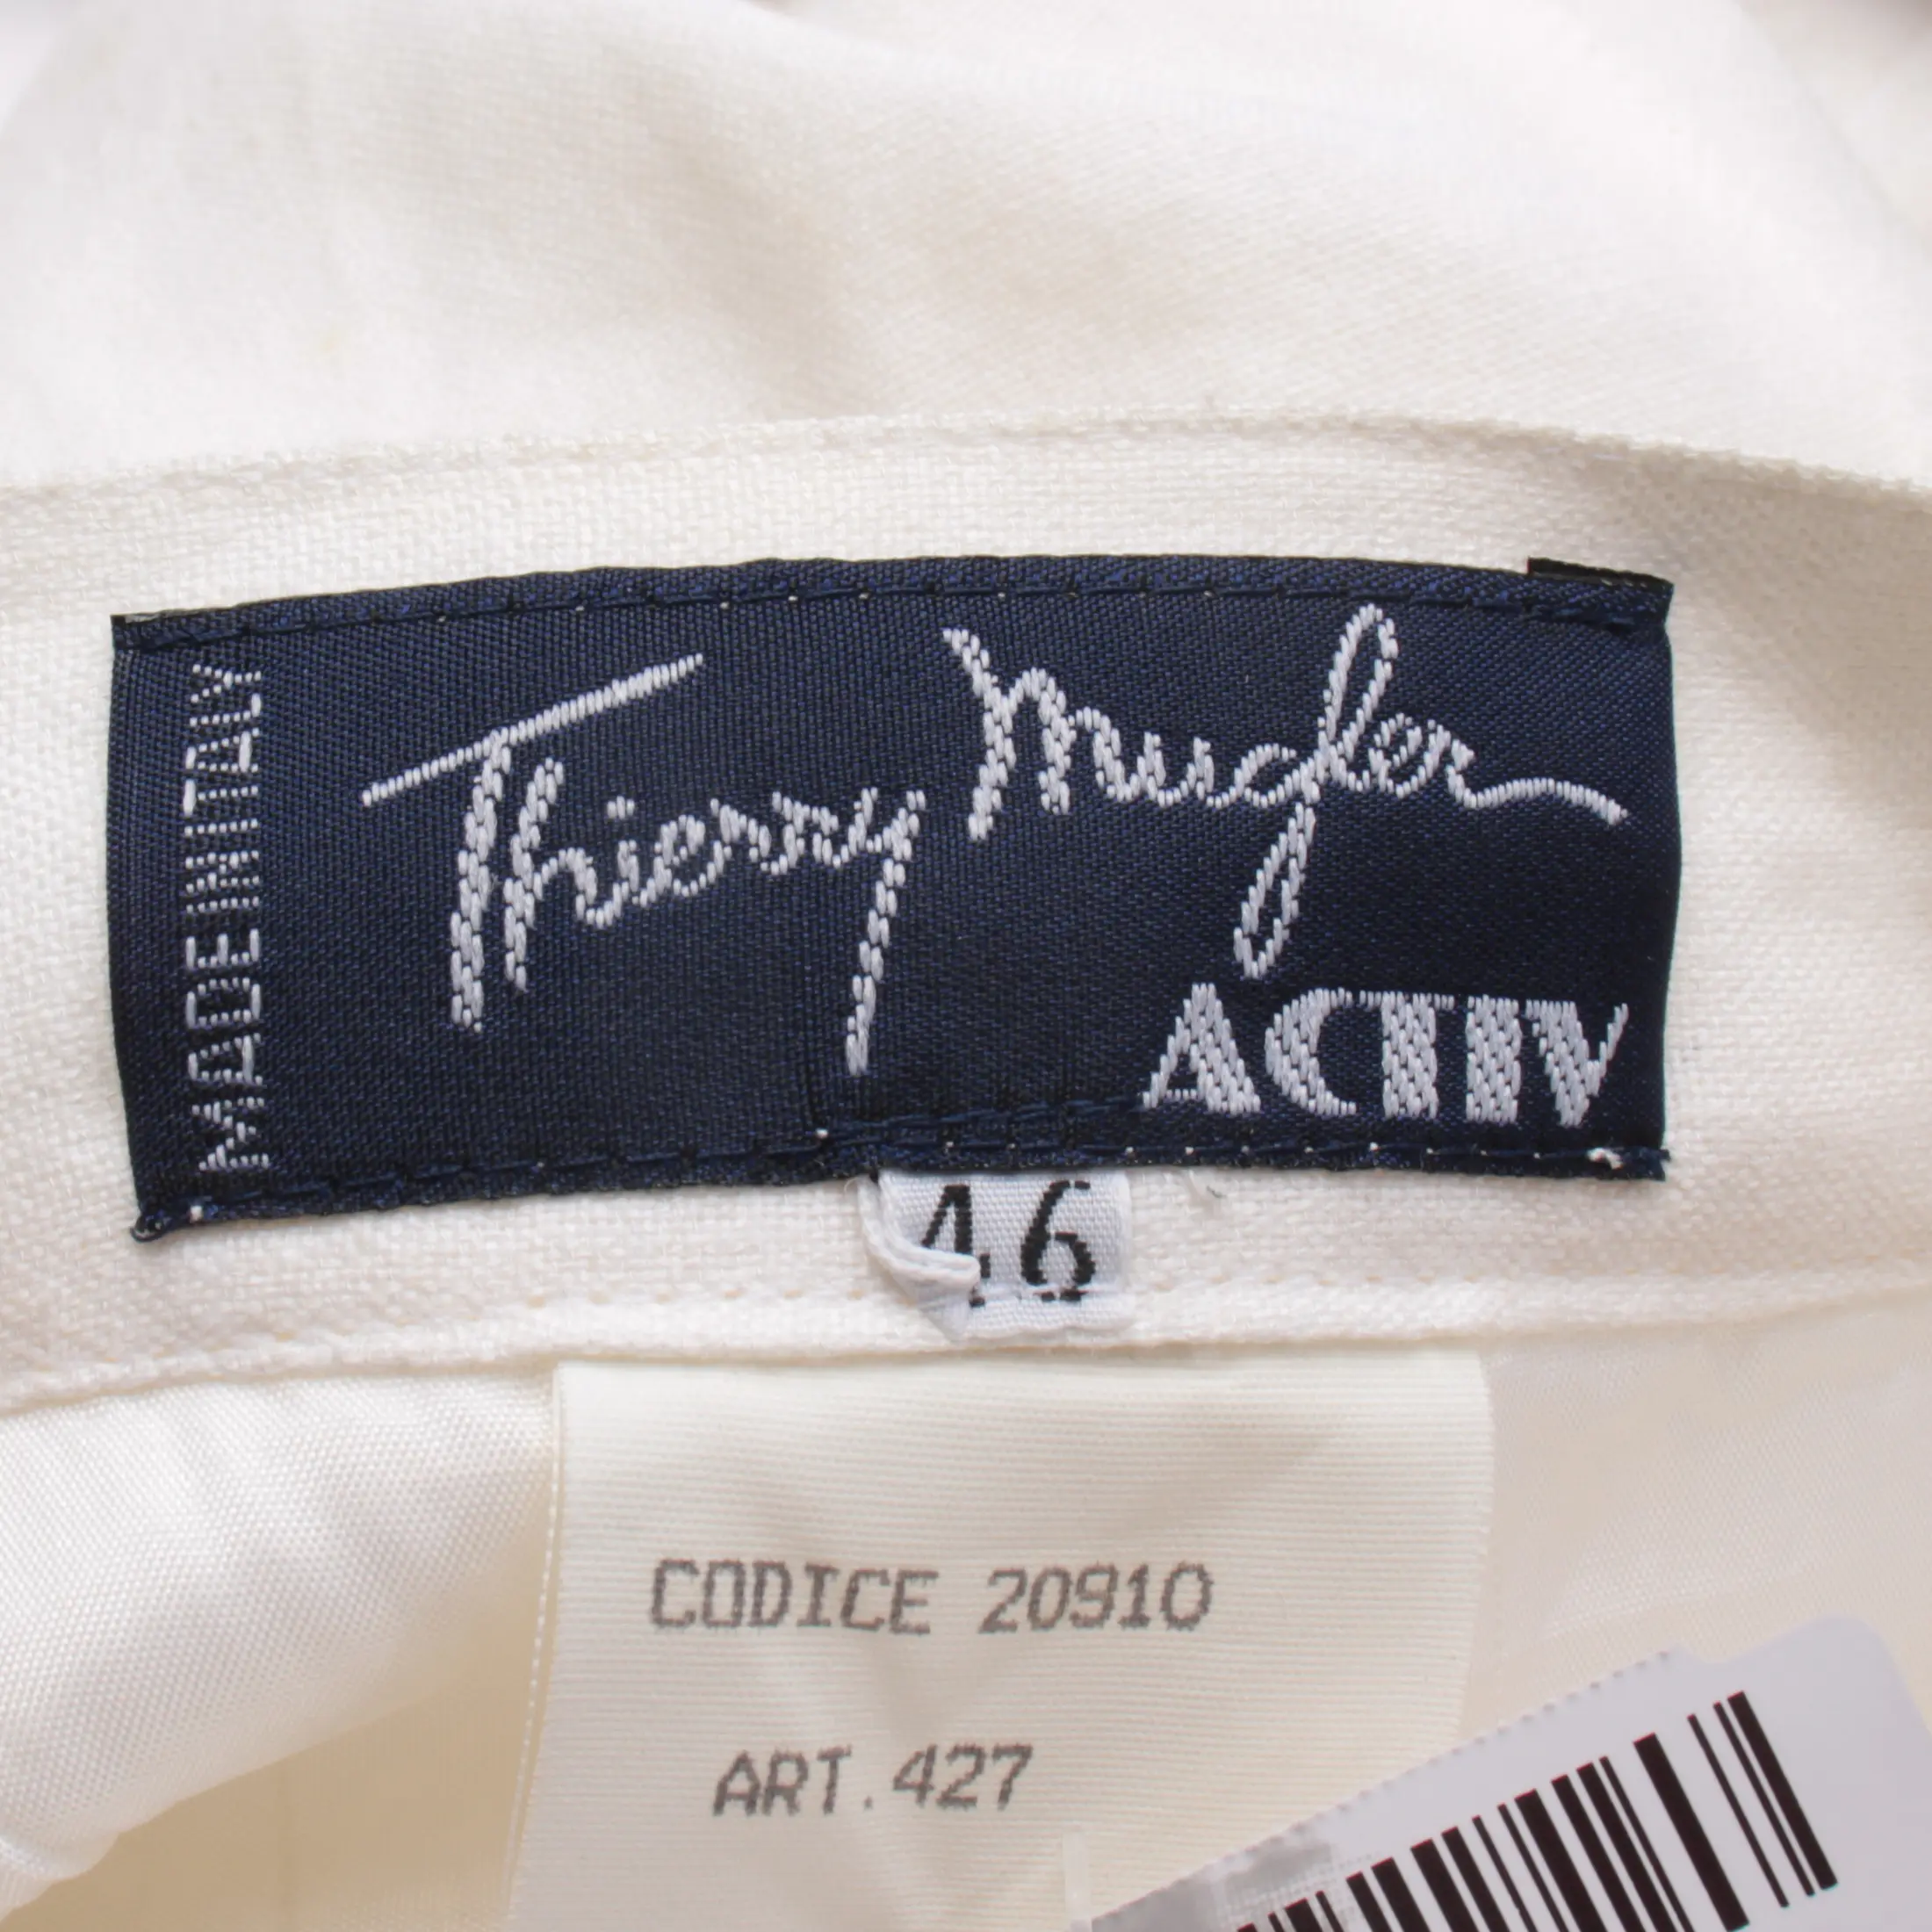 MADE IN ITALY
Thierry Mugler
ACTIV
46
CODICE 20910
ART.427